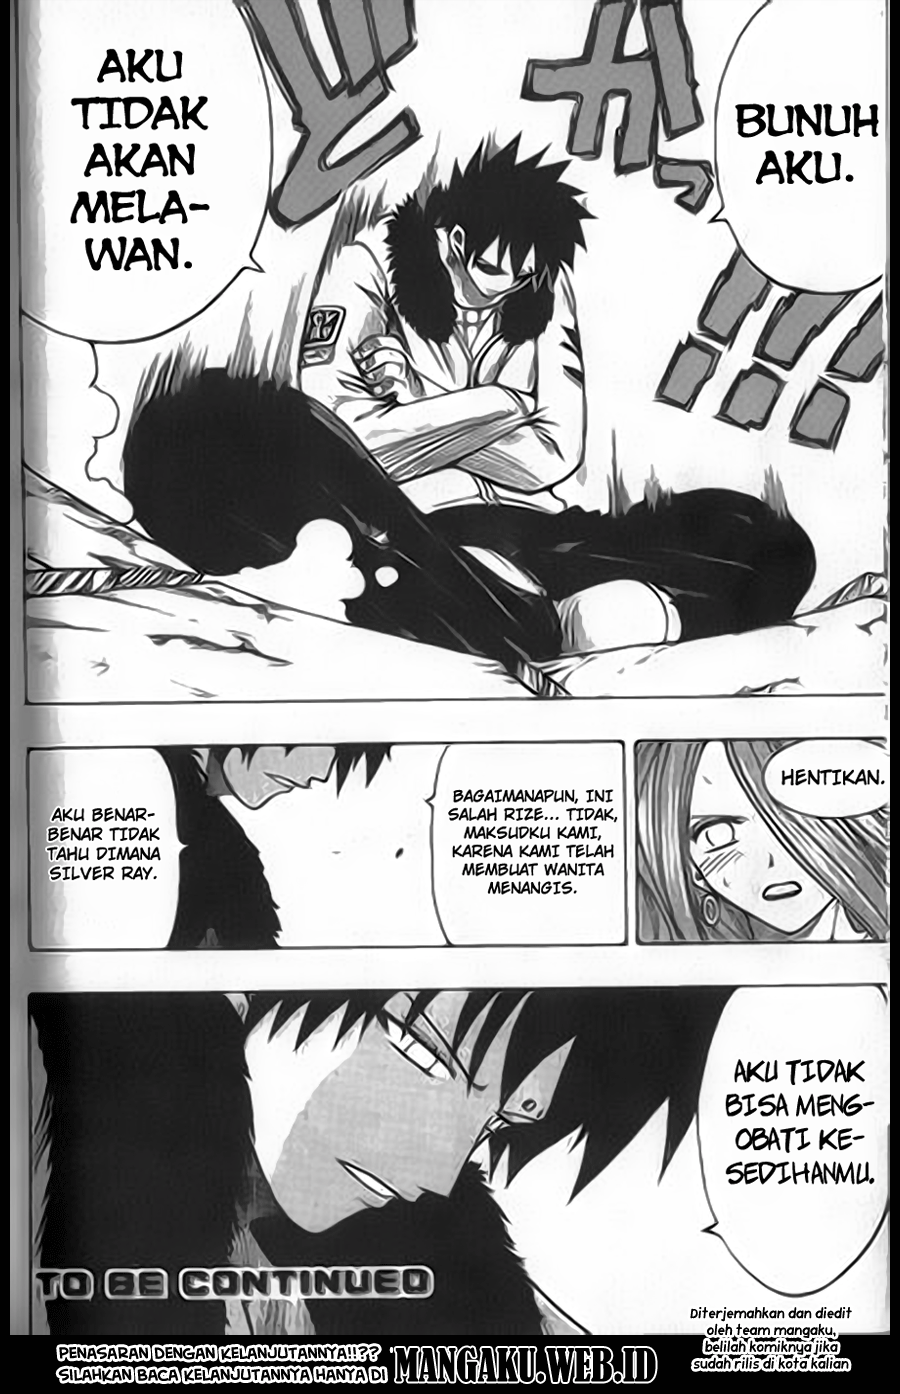 BUNUH
AKU.
AKU
TIDAK
AKAN
MELA-
WAN.
ドカッ!!!
HENTIKAN.
BAGAIMANAPUN, INI
SALAH RIZE... TIDAK,
MAKSUDKU KAMI,
KARENA KAMI TELAH
MEMBUAT WANITA
MENANGIS.
AKU BENAR-
BENAR TIDAK
TAHU DIMANA
SILVER RAY.
AKU TIDAK
BISA MENG-
OBATI KE-
SEDIHANMU.
TO BE CONTINUED
Diterjemahkan dan diedit
oleh team mangaku,
belilah komiknya jika
sudah rilis di kota kalian
PENASARAN DENGAN KELANJUTANNYA!!??
SILAHKAN BACA KELANJUTANNYA HANYA DI MANGAKU.WEB.ID